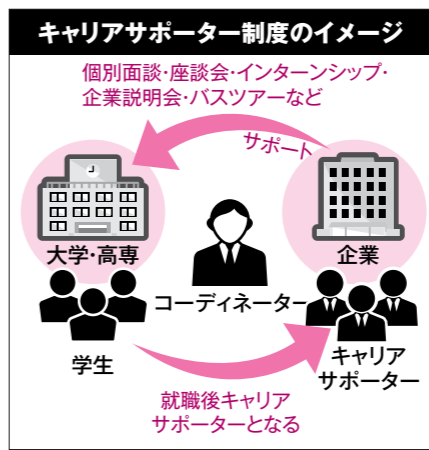 キャリアサポーター制度のイメージ
個別面談・座談会・インターンシップ・
企業説明会・バスツアーなど
サポート
大学・高専
企業
コーディネーター
学生
キャリア
サポーター
就職後キャリア
サポーターとなる